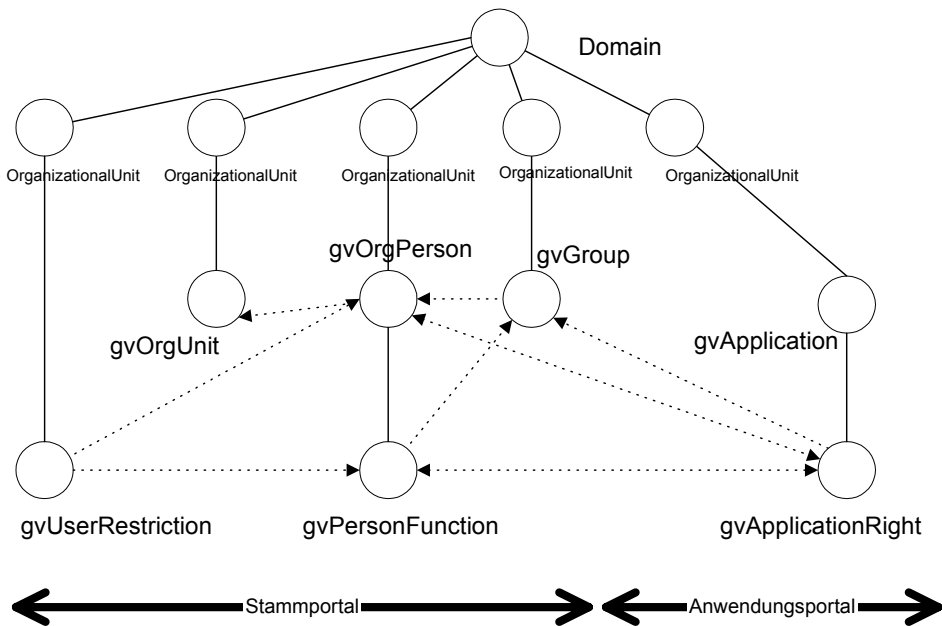 Domain
OrganizationalUnit
OrganizationalUnit
OrganizationalUnit
OrganizationalUnit
OrganizationalUnit
gvOrgPerson
gvGroup
gvOrgUnit
gvApplication
gvUserRestriction
gvPersonFunction
gvApplicationRight
Stammportal
Anwendungsportal